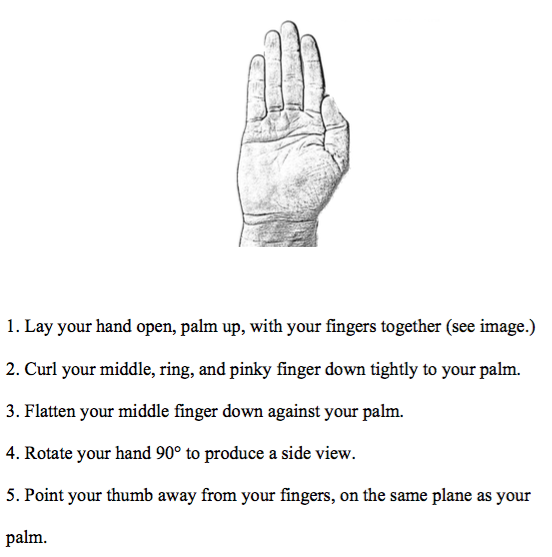 1. Lay your hand open, palm up, with your fingers together (see image.)
2. Curl your middle, ring, and pinky finger down tightly to your palm.
3. Flatten your middle finger down against your palm.
4. Rotate your hand 90° to produce a side view.
5. Point your thumb away from your fingers, on the same plane as your
palm.